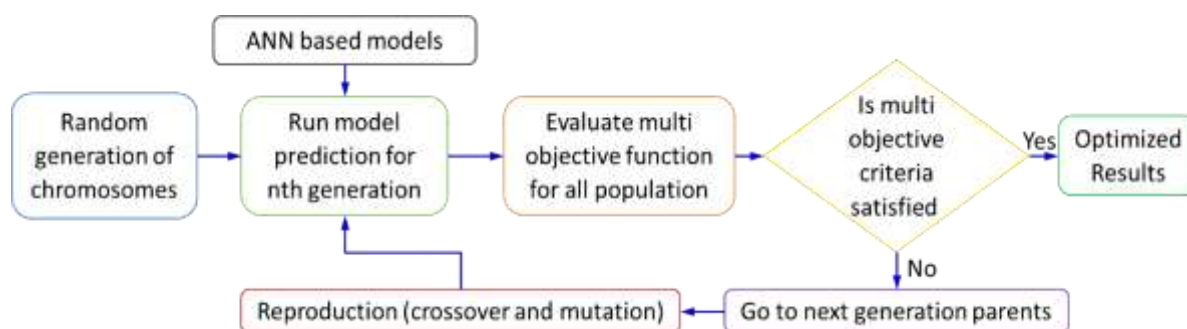 ANN based models
Random
generation of
chromosomes
Run model
prediction for
nth generation
Evaluate multi
objective function
for all population
Is multi
objective
criteria
satisfied
Yes
Optimized
Results
No
Go to next generation parents
Reproduction (crossover and mutation)